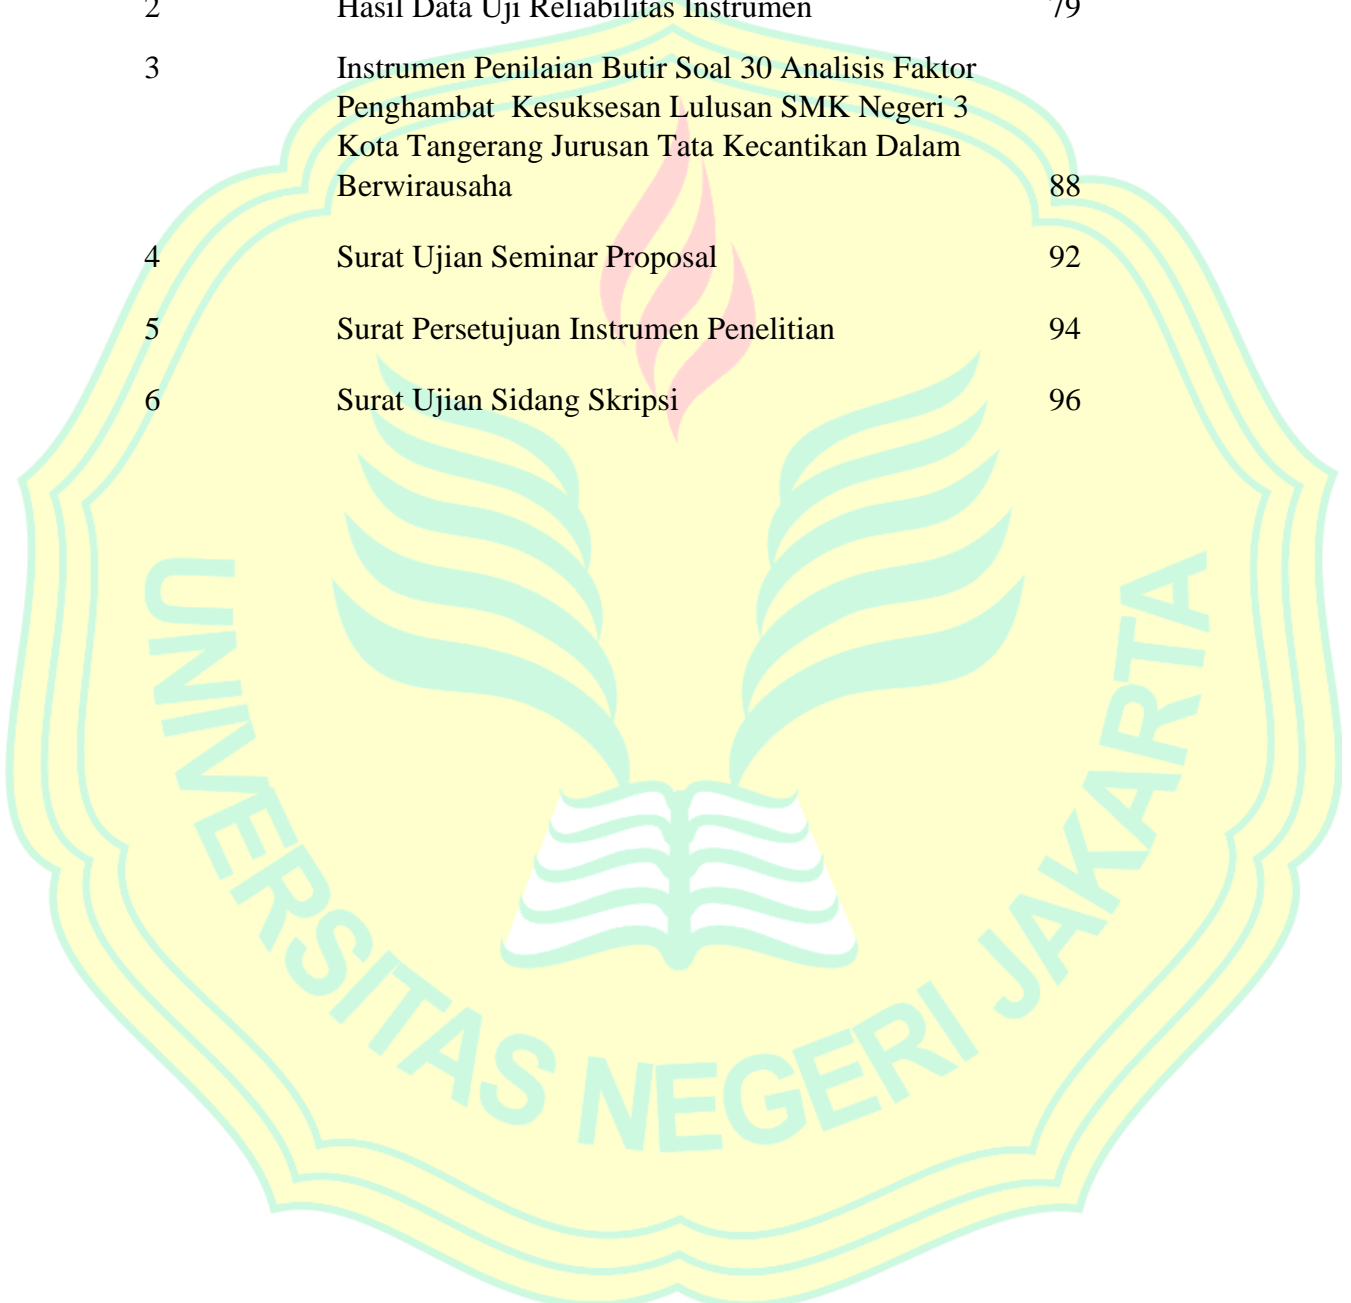 2 Hasil Data Uji Reliabilitas Instrumen 79
3 Instrumen Penilaian Butir Soal 30 Analisis Faktor
Penghambat Kesuksesan Lulusan SMK Negeri 3
Kota Tangerang Jurusan Tata Kecantikan Dalam
Berwirausaha 88
4 Surat Ujian Seminar Proposal 92
5 Surat Persetujuan Instrumen Penelitian 94
6 Surat Ujian Sidang Skripsi 96
UNIVERSITAS NEGERI JAKARTA